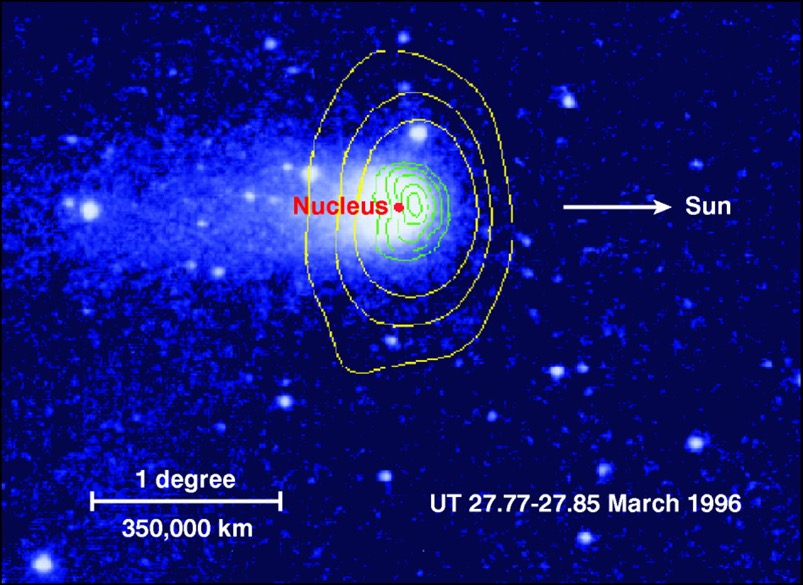 Nucleus
Sun
1 degree
350,000 km
UT 27.77-27.85 March 1996